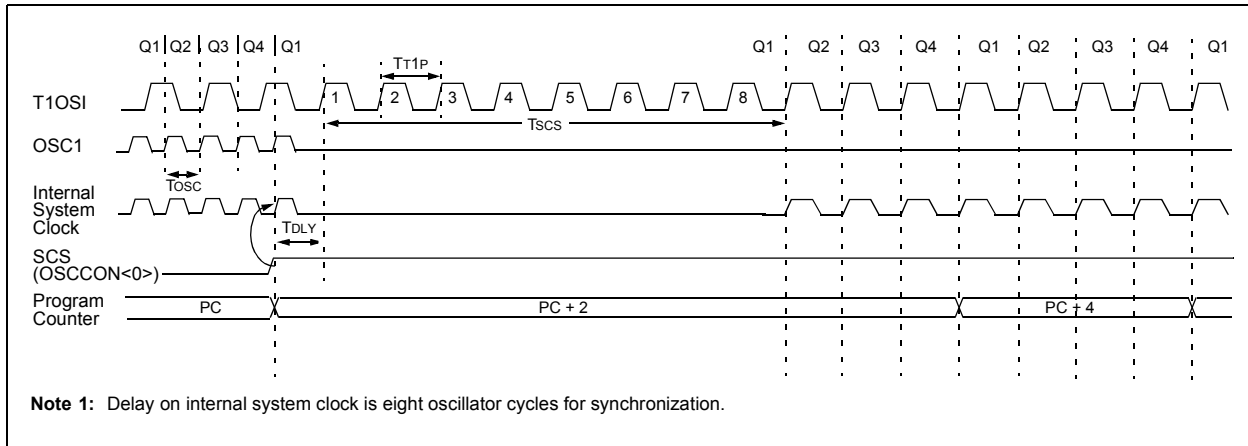 Q1 Q2 Q3 Q4 Q1 Q1 Q2 Q3 Q4 Q1 Q2 Q3 Q4 Q1
TT1P
T1OSI 1 2 3 4 5 6 7 8
TSCS
OSC1
TOSC
Internal
System
Clock
TDLY
SCS
(OSCCON<0>)
Program
Counter
PC PC + 2 PC + 4
Note 1: Delay on internal system clock is eight oscillator cycles for synchronization.